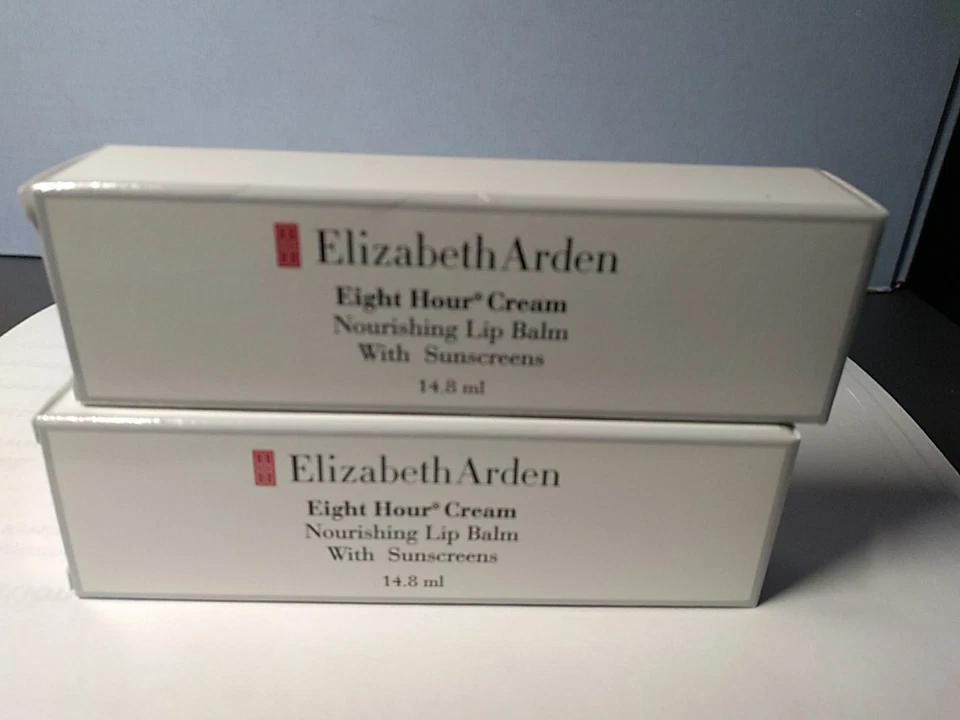 Elizabeth Arden
Eight Hour® Cream
Nourishing Lip Balm
With Sunscreens
14.8 ml
Elizabeth Arden
Eight Hour® Cream
Nourishing Lip Balm
With Sunscreens
14.8 ml